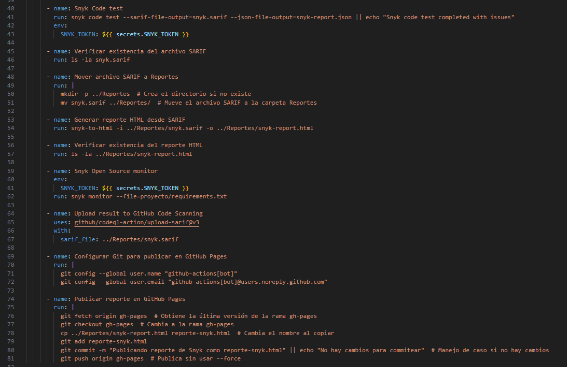 40 - name: Snyk Code test
41 run: snyk code test --sarif-file-output=snyk.sarif --json-file-output=snyk-report.json || echo "Snyk code test completed with issues"
42 env:
43 SNYK_TOKEN: ${{ secrets.SNYK_TOKEN }}
44
45 - name: Verificar existencia del archivo SARIF
46 run: ls -la snyk.sarif
47
48 - name: Mover archivo SARIF a Reportes
49 run: |
50 mkdir -p ../Reportes # Crea el directorio si no existe
51 mv snyk.sarif ../Reportes/ # Mueve el archivo SARIF a la carpeta Reportes
52
53 - name: Generar reporte HTML desde SARIF
54 run: snyk-to-html -i ../Reportes/snyk.sarif -o ../Reportes/snyk-report.html
55
56 - name: Verificar existencia del reporte HTML
57 run: ls -la ../Reportes/snyk-report.html
58
59 - name: Snyk Open Source monitor
60 env:
61 SNYK_TOKEN: ${{ secrets.SNYK_TOKEN }}
62 run: snyk monitor --file=proyecto/requirements.txt
63
64 - name: Upload result to GitHub Code Scanning
65 uses: github/codeql-action/upload-sarif@v3
66 with:
67 sarif_file: ../Reportes/snyk.sarif
68
69 - name: Configurar Git para publicar en GitHub Pages
70 run: |
71 git config --global user.name "github-actions[bot]"
72 git config --global user.email "github-actions[bot]@users.noreply.github.com"
73
74 - name: Publicar reporte en GitHub Pages
75 run: |
76 git fetch origin gh-pages # Obtiene la última versión de la rama gh-pages
77 git checkout gh-pages # Cambia a la rama gh-pages
78 cp ../Reportes/snyk-report.html reporte-snyk.html # Cambia el nombre al copiar
79 git add reporte-snyk.html
80 git commit -m "Publicando reporte de Snyk como reporte-snyk.html" || echo "No hay cambios para commitear" # Manejo de caso si no hay cambios
81 git push origin gh-pages # Publica sin usar --force